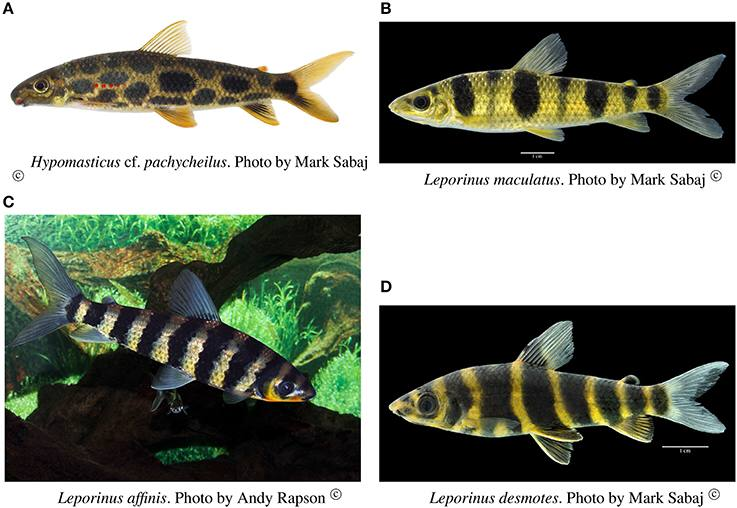 A
Hypomasticus cf. pachycheilus. Photo by Mark Sabaj
©
B
1 cm
Leporinus maculatus. Photo by Mark Sabaj ©
C
Leporinus affinis. Photo by Andy Rapson ©
D
1 cm
Leporinus desmotes. Photo by Mark Sabaj ©